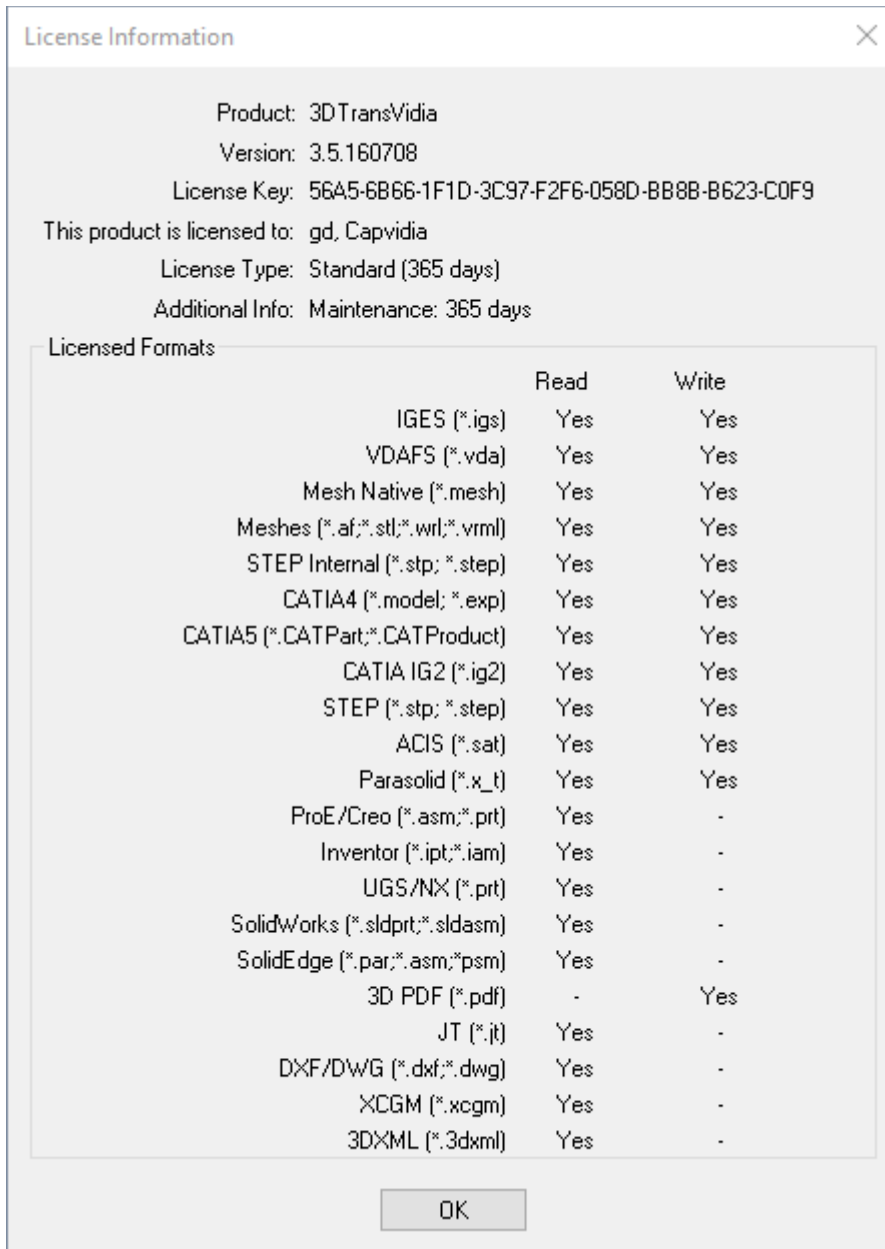 License Information
Product: 3DTransVidia
Version: 3.5.160708
License Key: 56A5-6B66-1F1D-3C97-F2F6-058D-BB8B-B623-C0F9
This product is licensed to: gd, Capvidia
License Type: Standard (365 days)
Additional Info: Maintenance: 365 days
Licensed Formats
Read Write
IGES (*.igs) Yes Yes
VDAFS (*.vda) Yes Yes
Mesh Native (*.mesh) Yes Yes
Meshes (*.af;*.stl;*.wrl;*.vrml) Yes Yes
STEP Internal (*.stp; *.step) Yes Yes
CATIA4 (*.model; *.exp) Yes Yes
CATIA5 (*.CATPart;*.CATProduct) Yes Yes
CATIA IG2 (*.ig2) Yes Yes
STEP (*.stp; *.step) Yes Yes
ACIS (*.sat) Yes Yes
Parasolid (*.x_t) Yes Yes
ProE/Creo (*.asm;*.prt) Yes -
Inventor (*.ipt;*.iam) Yes -
UGS/NX (*.prt) Yes -
SolidWorks (*.sldprt;*.sldasm) Yes -
SolidEdge (*.par;*.asm;*psm) Yes -
3D PDF (*.pdf) - Yes
JT (*.jt) Yes -
DXF/DWG (*.dxf;*.dwg) Yes -
XCGM (*.xcgm) Yes -
3DXML (*.3dxml) Yes -
OK